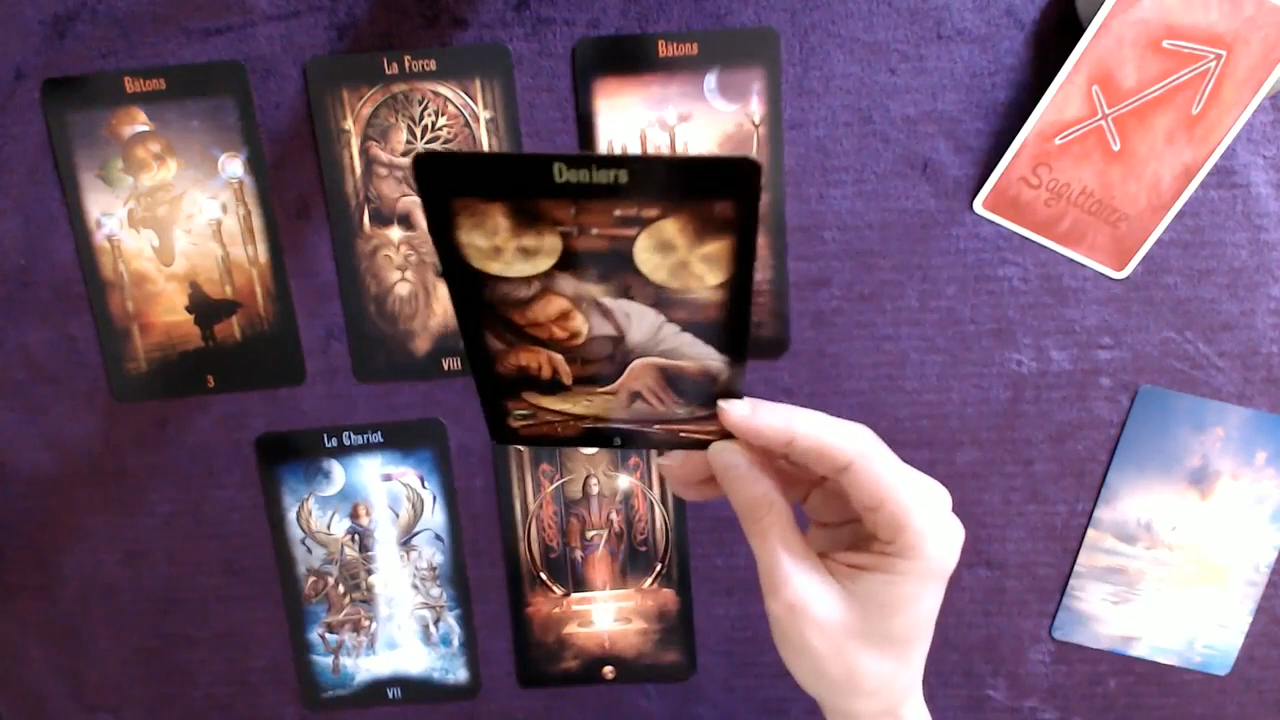 Bâtons
3
La Force
VIII
Bâtons
Deniers
Sagittaire
Le Chariot
VII